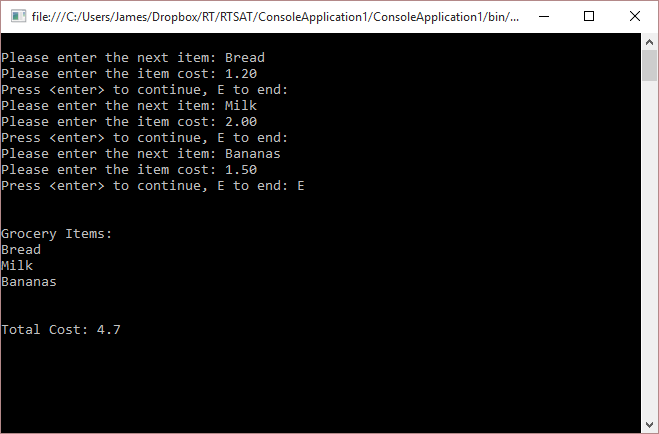 file:///C:/Users/James/Dropbox/RT/RTSAT/ConsoleApplication1/ConsoleApplication1/bin/...
Please enter the next item: Bread
Please enter the item cost: 1.20
Press <enter> to continue, E to end:
Please enter the next item: Milk
Please enter the item cost: 2.00
Press <enter> to continue, E to end:
Please enter the next item: Bananas
Please enter the item cost: 1.50
Press <enter> to continue, E to end: E
Grocery Items:
Bread
Milk
Bananas
Total Cost: 4.7